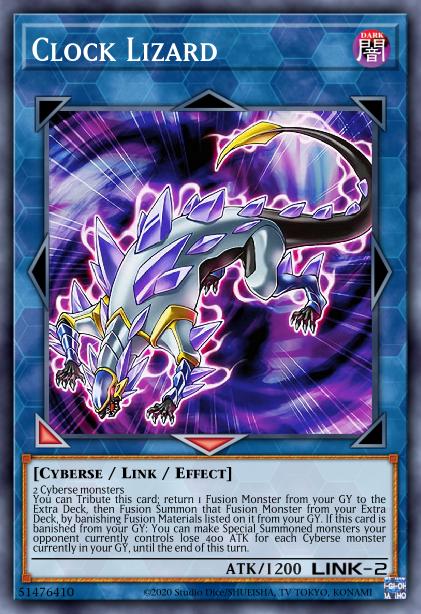 CLOCK LIZARD
DARK
闇
[CYBERSE / LINK / EFFECT]
2 Cyberse monsters
You can Tribute this card; return 1 Fusion Monster from your GY to the
Extra Deck, then Fusion Summon that Fusion Monster from your Extra
Deck, by banishing Fusion Materials listed on it from your GY. If this card is
banished from your GY: You can make Special Summoned monsters your
opponent currently controls lose 400 ATK for each Cyberse monster
currently in your GY, until the end of this turn.
ATK/1200 LINK-2
51476410 ©2020 Studio Dice/SHUEISHA, TV TOKYO, KONAMI